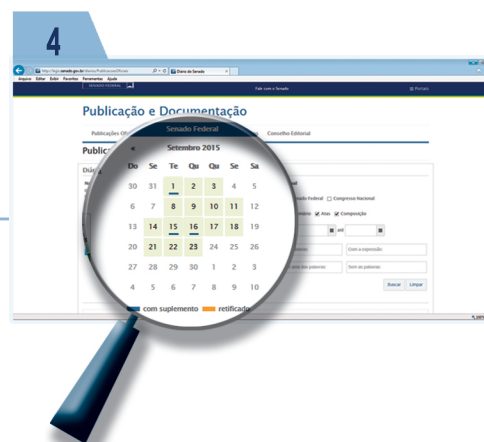 4
Diário do Senado
Arquivo Editar Exibir Favoritos Ferramentas Ajuda
SENADO FEDERAL
Fale com o Senado
Portais
Publicação e Documentação
Publicações
Conselho Editorial
Public
Diári
Senado Federal
« Setembro 2015
Do Se Te Qu Qu Se Sa
30 31 1 2 3 4 5
6 7 8 9 10 11 12
13 14 15 16 17 18 19
20 21 22 23 24 25 26
27 28 29 30 1 2 3
4 5 6 7 8 9 10
com suplemento retificado
Federal Congresso Nacional
Atas Composição
até
Com a expressão:
das palavras: Sem as palavras:
Buscar Limpar